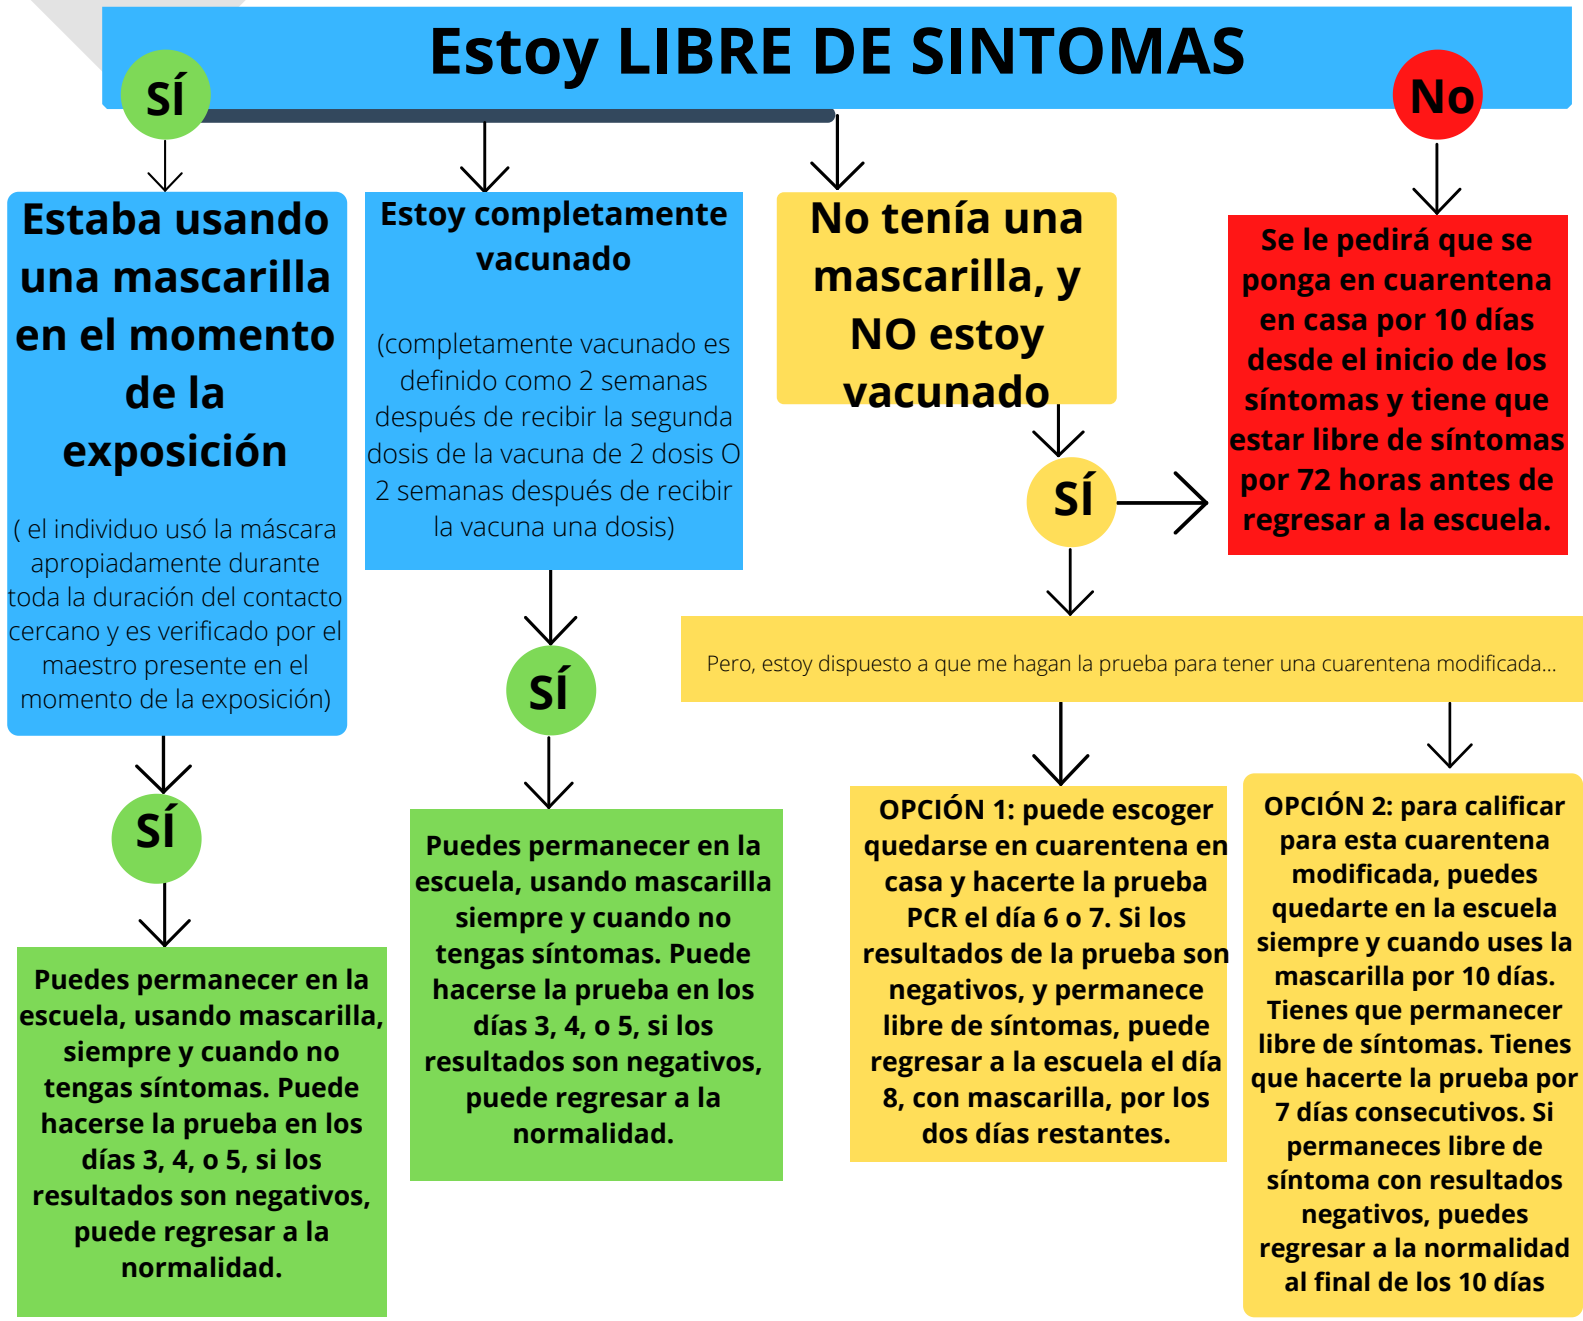 Estoy LIBRE DE SINTOMAS
SÍ
No
Estaba usando
una mascarilla
en el momento
de la
exposición
( el individuo usó la máscara
apropiadamente durante
toda la duración del contacto
cercano y es verificado por el
maestro presente en el
momento de la exposición)
SÍ
Puedes permanecer en la
escuela, usando mascarilla,
siempre y cuando no
tengas síntomas. Puede
hacerse la prueba en los
días 3, 4, o 5, si los
resultados son negativos,
puede regresar a la
normalidad.
Estoy completamente
vacunado
(completamente vacunado es
definido como 2 semanas
después de recibir la segunda
dosis de la vacuna de 2 dosis O
2 semanas después de recibir
la vacuna una dosis)
SÍ
Puedes permanecer en la
escuela, usando mascarilla
siempre y cuando no
tengas síntomas. Puede
hacerse la prueba en los
días 3, 4, o 5, si los
resultados son negativos,
puede regresar a la
normalidad.
No tenía una
mascarilla, y
NO estoy
vacunado
SÍ
Se le pedirá que se
ponga en cuarentena
en casa por 10 días
desde el inicio de los
síntomas y tiene que
estar libre de síntomas
por 72 horas antes de
regresar a la escuela.
Pero, estoy dispuesto a que me hagan la prueba para tener una cuarentena modificada...
OPCIÓN 1: puede escoger
quedarse en cuarentena en
casa y hacerte la prueba
PCR el día 6 o 7. Si los
resultados de la prueba son
negativos, y permanece
libre de síntomas, puede
regresar a la escuela el día
8, con mascarilla, por los
dos días restantes.
OPCIÓN 2: para calificar
para esta cuarentena
modificada, puedes
quedarte en la escuela
siempre y cuando uses la
mascarilla por 10 días.
Tienes que permanecer
libre de síntomas. Tienes
que hacerte la prueba por
7 días consecutivos. Si
permaneces libre de
síntoma con resultados
negativos, puedes
regresar a la normalidad
al final de los 10 días